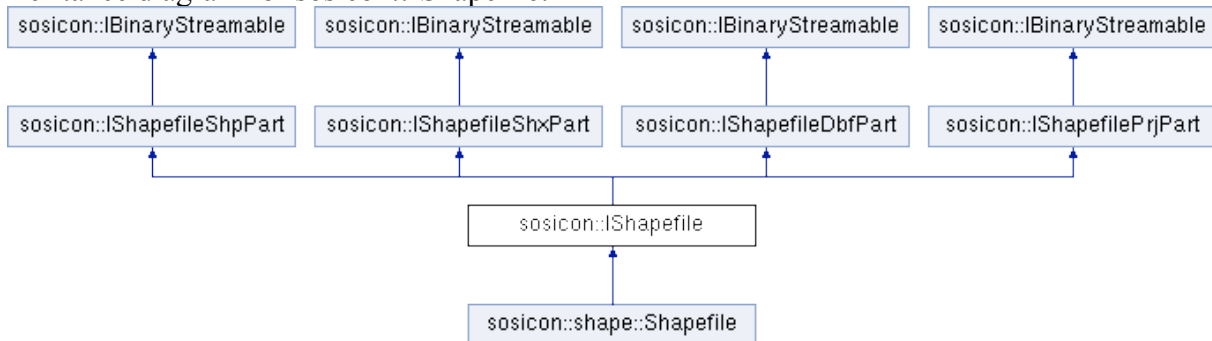 sosicon::IBinaryStreamable sosicon::IBinaryStreamable sosicon::IBinaryStreamable sosicon::IBinaryStreamable
sosicon::IShapefileShpPart sosicon::IShapefileShxPart sosicon::IShapefileDbfPart sosicon::IShapefilePrjPart
sosicon::IShapefile
sosicon::shape::Shapefile